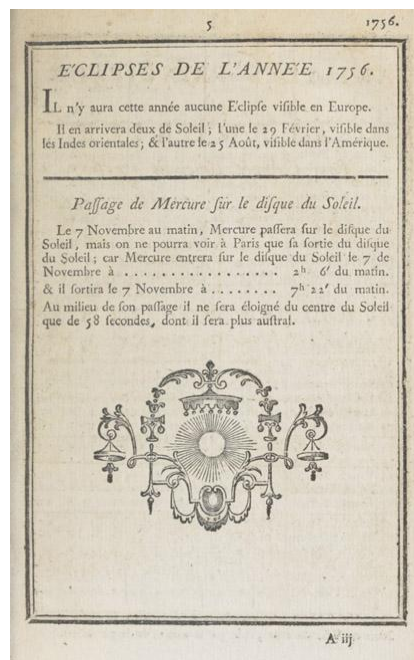 5
1756.
ÉCLIPSES DE L'ANNÉE 1756.
IL n'y aura cette année aucune Eclipſe viſible en Europe.
Il en arrivera deux de Soleil ; l'une le 29 Février, viſible dans
les Indes orientales ; & l'autre le 25 Août, viſible dans l'Amérique.
Paſſage de Mercure ſur le diſque du Soleil.
Le 7 Novembre au matin, Mercure paſſera ſur le diſque du
Soleil, mais on ne pourra voir à Paris que ſa ſortie du diſque
du Soleil ; car Mercure entrera ſur le diſque du Soleil le 7 de
Novembre à . . . . . . . . . . . . . . . . . 2h 6' du matin.
& il ſortira le 7 Novembre à . . . . . . . . 7h 22' du matin.
Au milieu de ſon paſſage il ne ſera éloigné du centre du Soleil
que de 58 ſecondes, dont il ſera plus auſtral.
A iij